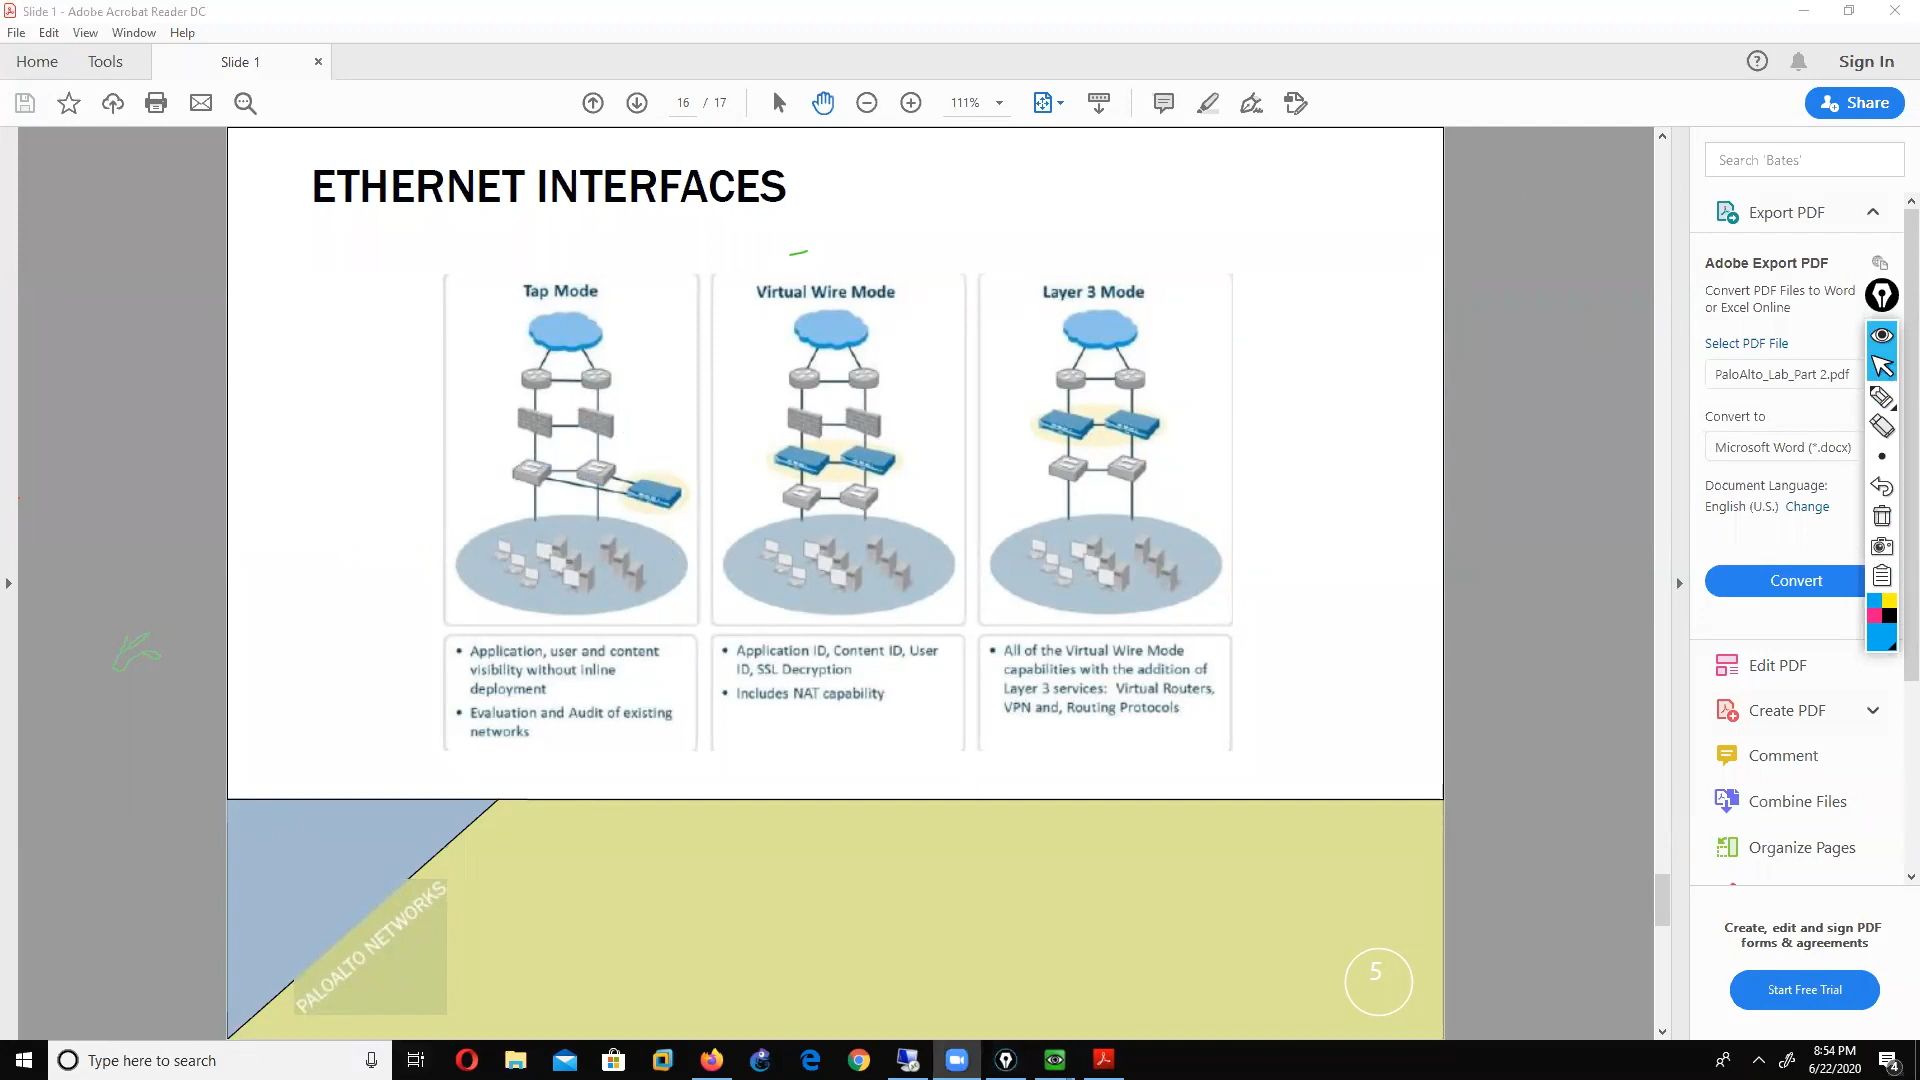 Slide 1 - Adobe Acrobat Reader DC
File Edit View Window Help
Home Tools Slide 1
Sign In
16 / 17
111%
Share
ETHERNET INTERFACES
Tap Mode
Virtual Wire Mode
Layer 3 Mode
• Application, user and content
visibility without inline
deployment
• Evaluation and Audit of existing
networks
• Application ID, Content ID, User
ID, SSL Decryption
• Includes NAT capability
• All of the Virtual Wire Mode
capabilities with the addition of
Layer 3 services: Virtual Routers,
VPN and, Routing Protocols
PALOALTO NETWORKS
5
Search 'Bates'
Export PDF
Adobe Export PDF
Convert PDF Files to Word
or Excel Online
Select PDF File
PaloAlto_Lab_Part 2.pdf
Convert to
Microsoft Word (*.docx)
Document Language:
English (U.S.) Change
Convert
Edit PDF
Create PDF
Comment
Combine Files
Organize Pages
Create, edit and sign PDF
forms & agreements
Start Free Trial
Type here to search
8:54 PM
6/22/2020
4